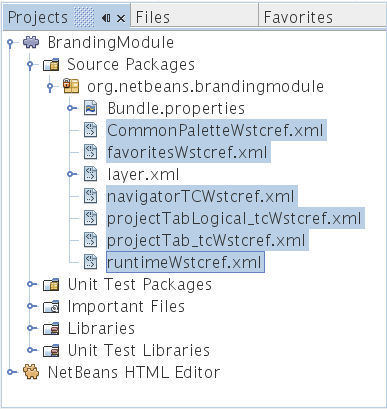 Projects Files Favorites
BrandingModule
Source Packages
org.netbeans.brandingmodule
Bundle.properties
CommonPaletteWstcref.xml
favoritesWstcref.xml
layer.xml
navigatorTCWstcref.xml
projectTabLogical_tcWstcref.xml
projectTab_tcWstcref.xml
runtimeWstcref.xml
Unit Test Packages
Important Files
Libraries
Unit Test Libraries
NetBeans HTML Editor